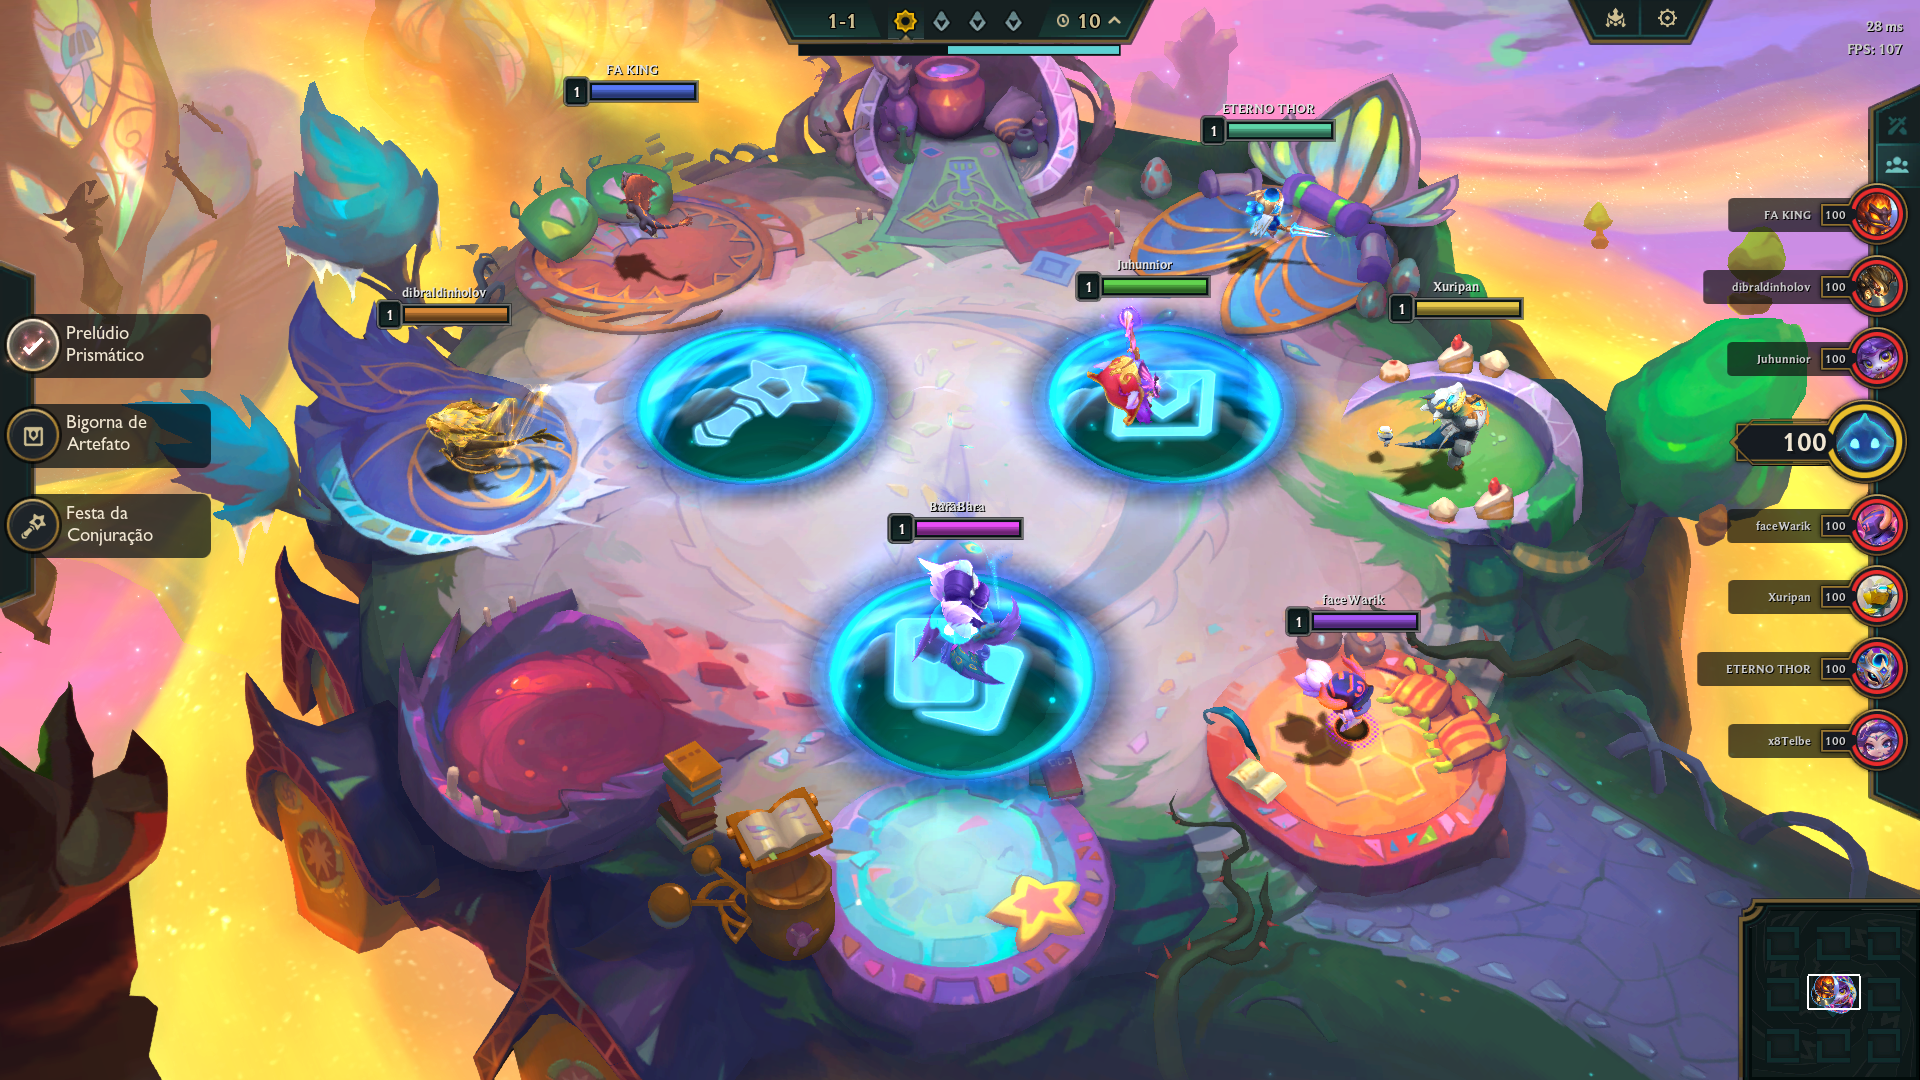 1-1
10
28 ms
FPS: 107
FA KING
1
ETERNO THOR
1
Juhunnior
1
Xuripan
1
dibraldinholov
1
1
faceWarik
1
Prelúdio
Prismático
Bigorna de
Artefato
Festa da
Conjuração
FA KING 100
dibraldinholov 100
Juhunnior 100
100
faceWarik 100
Xuripan 100
ETERNO THOR 100
x8Telbe 100